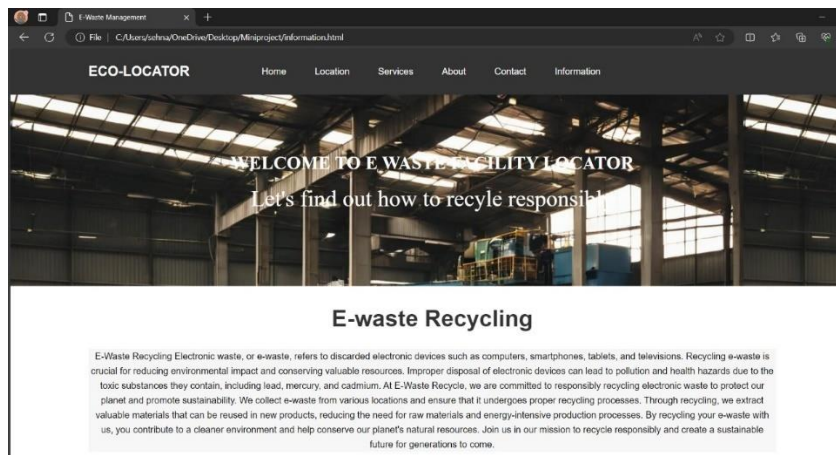 E-Waste Management
File | C:/Users/sehna/OneDrive/Desktop/Miniproject/information.html
ECO-LOCATOR Home Location Services About Contact Information
WELCOME TO E WASTE FACILITY LOCATOR
Let's find out how to recyle responsibly
E-waste Recycling
E-Waste Recycling Electronic waste, or e-waste, refers to discarded electronic devices such as computers, smartphones, tablets, and televisions. Recycling e-waste is
crucial for reducing environmental impact and conserving valuable resources. Improper disposal of electronic devices can lead to pollution and health hazards due to the
toxic substances they contain, including lead, mercury, and cadmium. At E-Waste Recycle, we are committed to responsibly recycling electronic waste to protect our
planet and promote sustainability. We collect e-waste from various locations and ensure that it undergoes proper recycling processes. Through recycling, we extract
valuable materials that can be reused in new products, reducing the need for raw materials and energy-intensive production processes. By recycling your e-waste with
us, you contribute to a cleaner environment and help conserve our planet's natural resources. Join us in our mission to recycle responsibly and create a sustainable
future for generations to come.